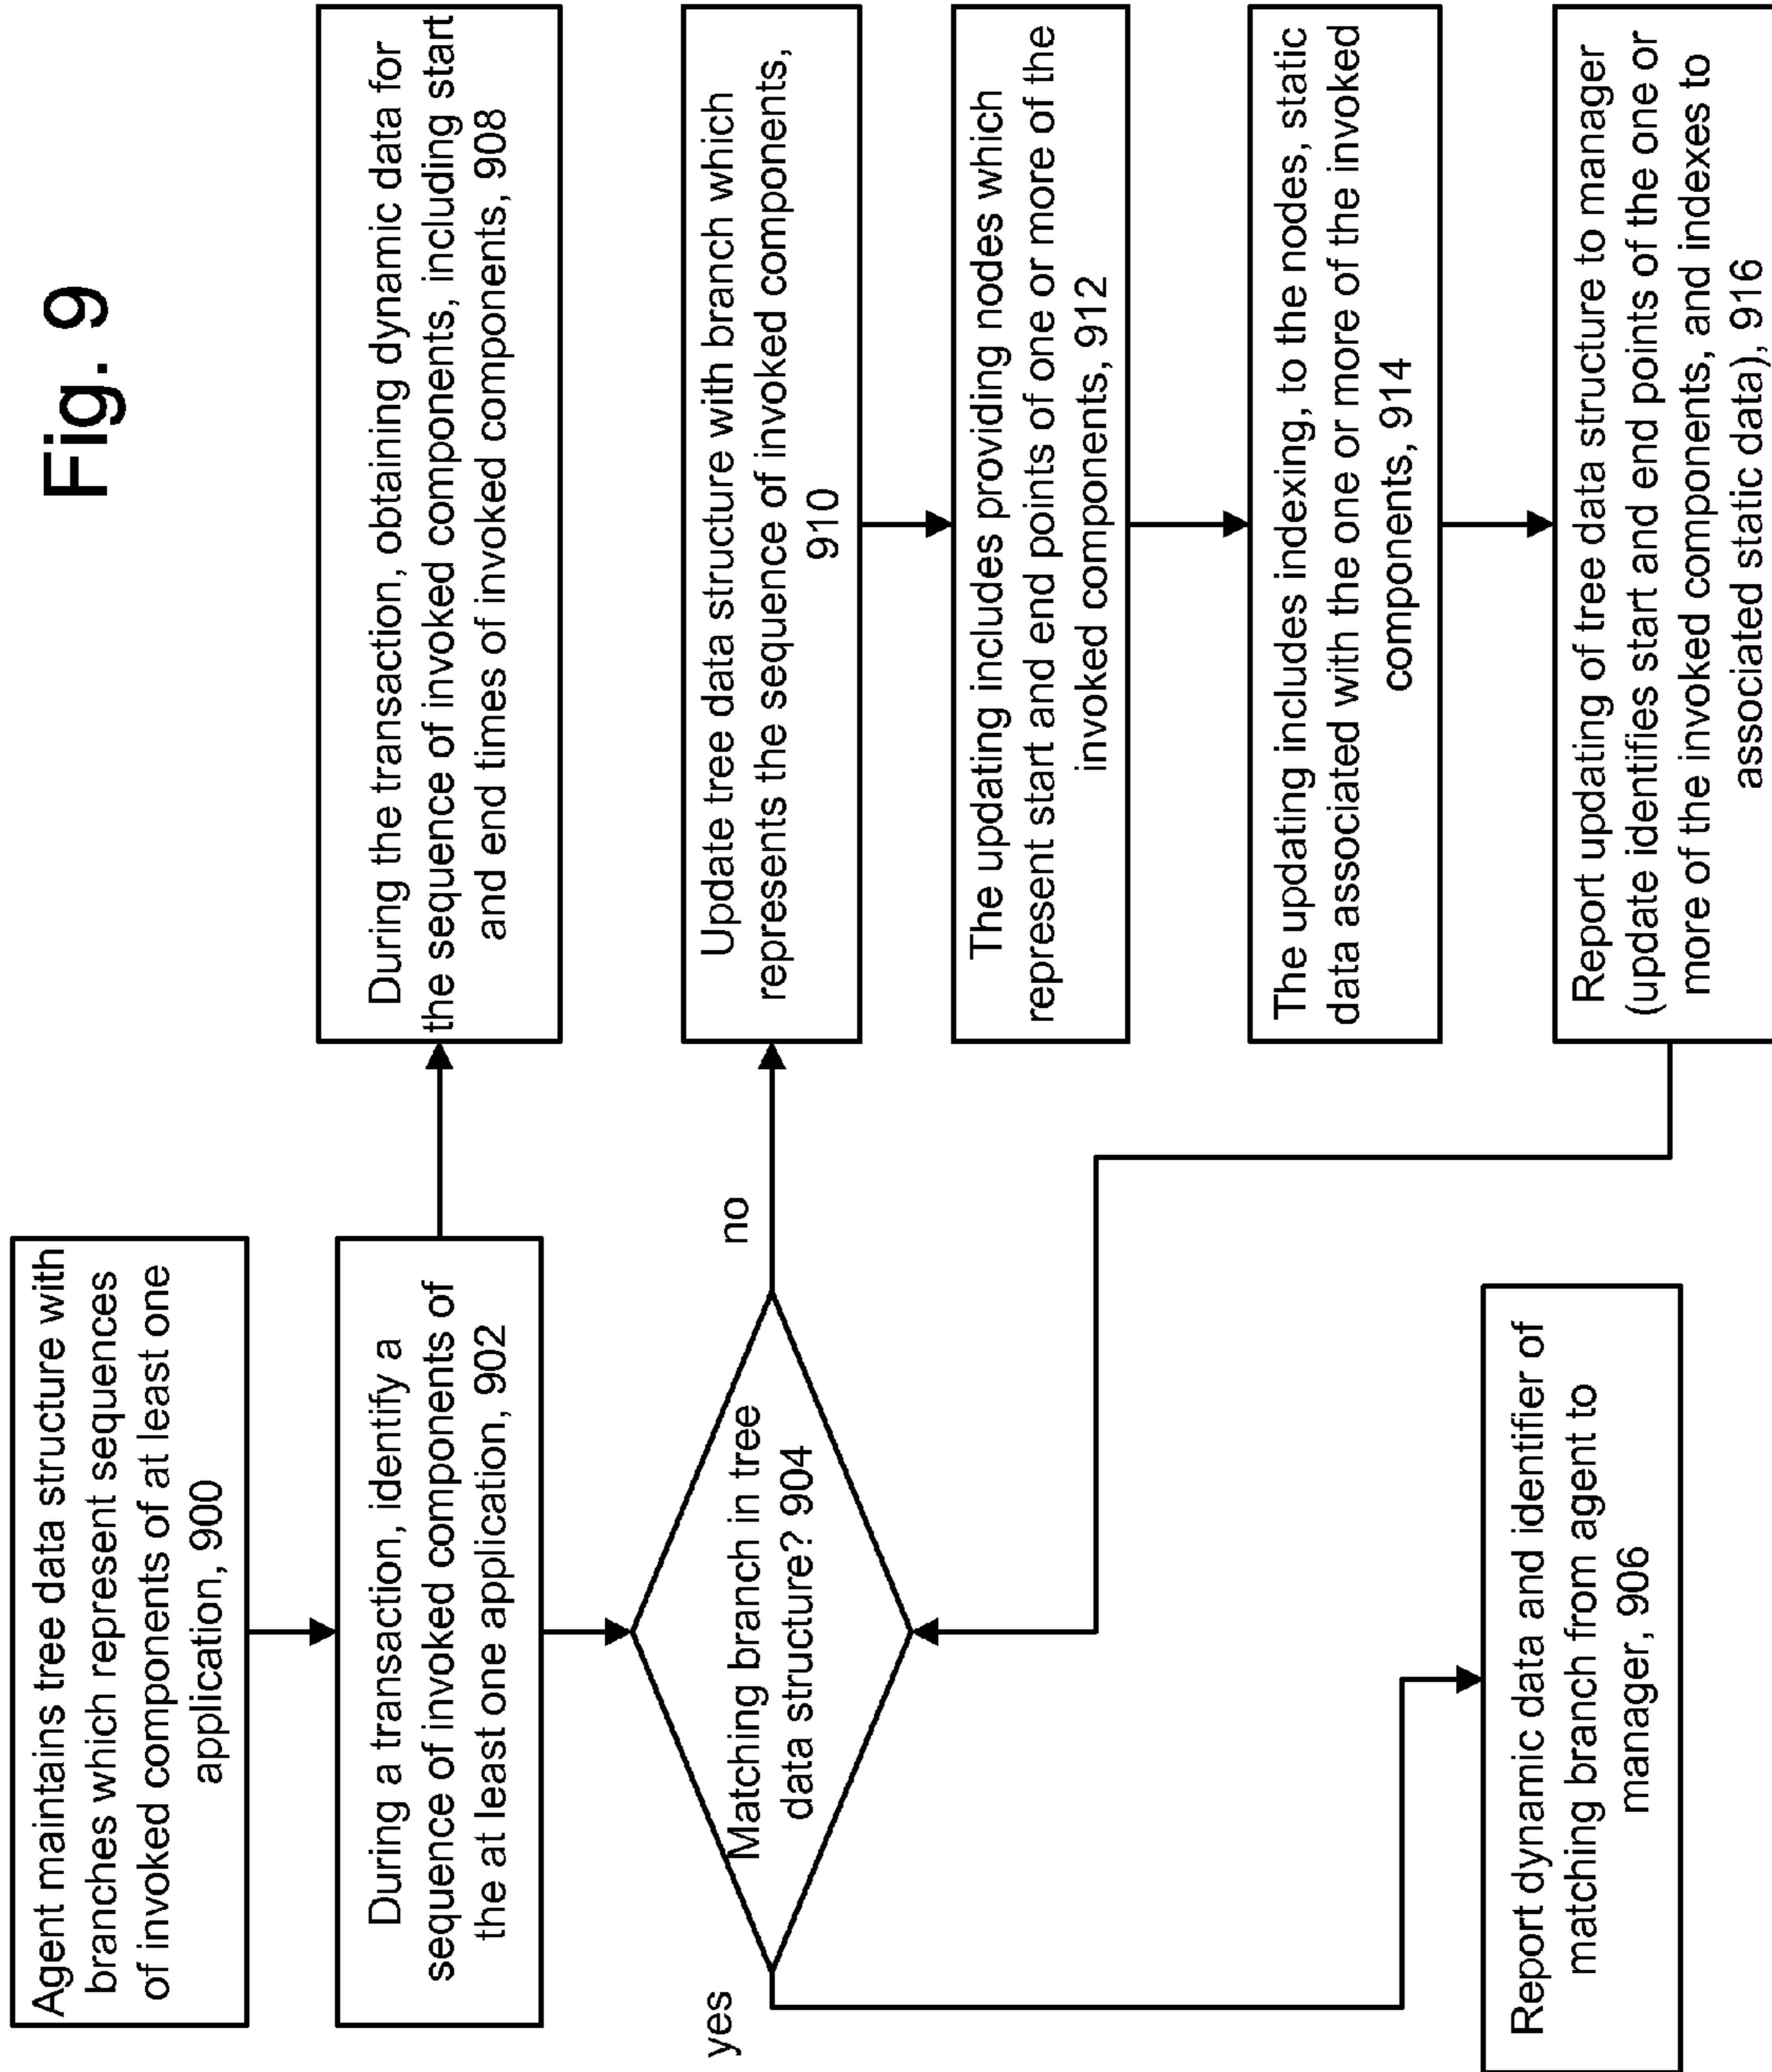 Fig. 9
Agent maintains tree data structure with
branches which represent sequences
of invoked components of at least one
application, 900
During a transaction, identify a
sequence of invoked components of
the at least one application, 902
During the transaction, obtaining dynamic data for
the sequence of invoked components, including start
and end times of invoked components, 908
Matching branch in tree
data structure? 904
yes
no
Report dynamic data and identifier of
matching branch from agent to
manager, 906
Update tree data structure with branch which
represents the sequence of invoked components,
910
The updating includes providing nodes which
represent start and end points of one or more of the
invoked components, 912
The updating includes indexing, to the nodes, static
data associated with the one or more of the invoked
components, 914
Report updating of tree data structure to manager
(update identifies start and end points of the one or
more of the invoked components, and indexes to
associated static data), 916